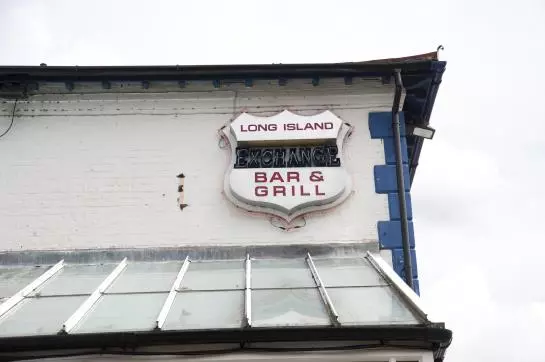 LONG ISLAND
EXCHANGE
BAR &
GRILL